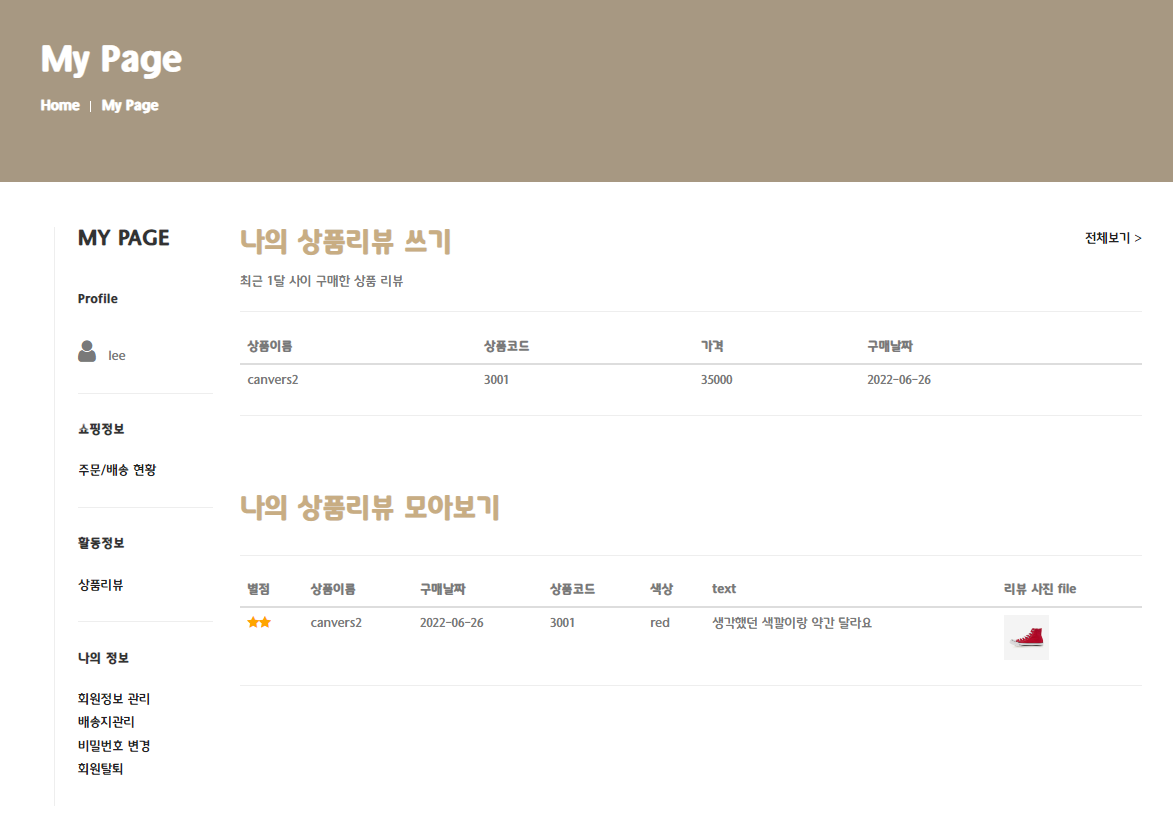 My Page
Home | My Page
MY PAGE
Profile
lee
쇼핑정보
주문/배송 현황
활동정보
상품리뷰
나의 정보
회원정보 관리
배송지관리
비밀번호 변경
회원탈퇴
나의 상품리뷰 쓰기
전체보기 >
최근 1달 사이 구매한 상품 리뷰
상품이름 상품코드 가격 구매날짜
canvers2 3001 35000 2022-06-26
나의 상품리뷰 모아보기
별점 상품이름 구매날짜 상품코드 색상 text 리뷰 사진 file
★★ canvers2 2022-06-26 3001 red 생각했던 색깔이랑 약간 달라요